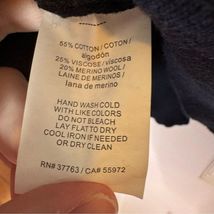 55% COTTON / COTON /
algodón
25% VISCOSE / viscosa
20% MERINO WOOL /
LAINE DE MERINOS /
lana de merino
HAND WASH COLD
WITH LIKE COLORS
DO NOT BLEACH
LAY FLAT TO DRY
COOL IRON IF NEEDED
OR DRY CLEAN
RN# 37763 / CA# 55972